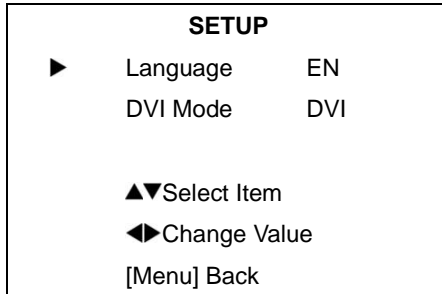 SETUP
▶ Language EN
DVI Mode DVI
▲▼Select Item
◀▶Change Value
[Menu] Back